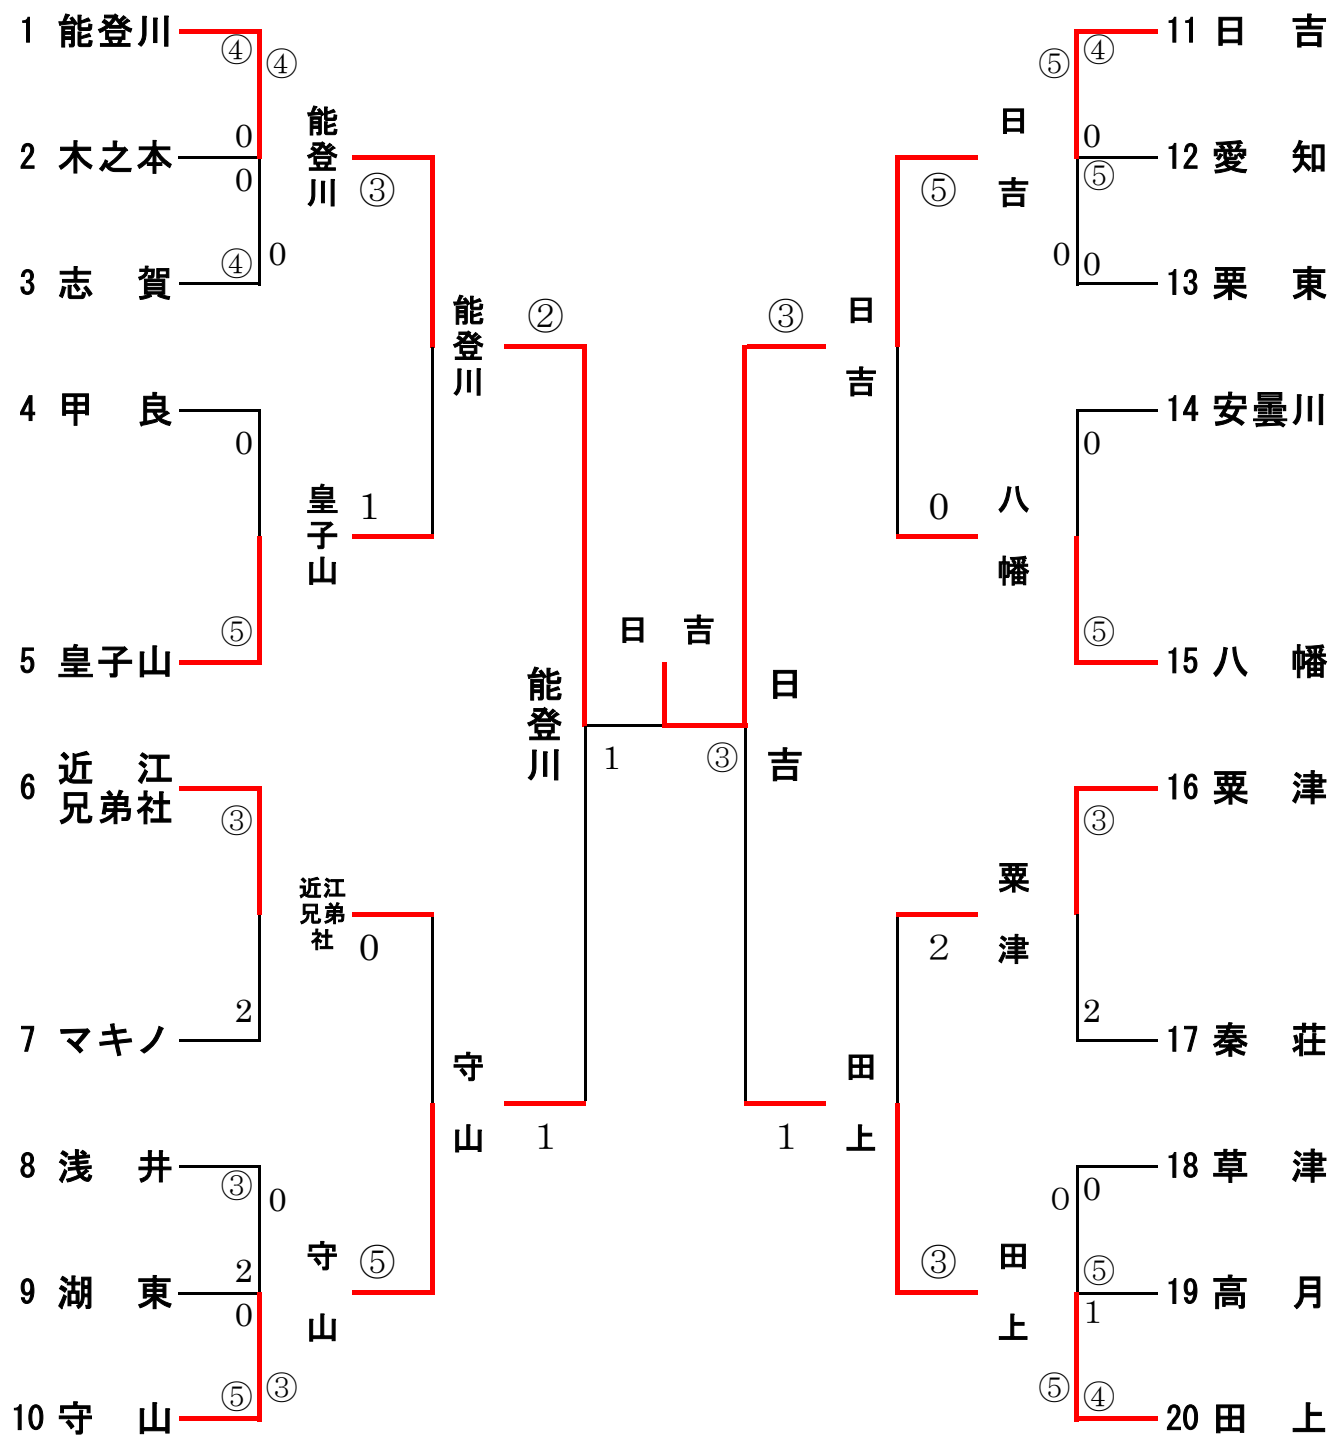 1 能登川
④
④
0
2 木之本
0
④
0
3 志賀
能登川
③
4 甲良
0
皇子山
1
⑤
5 皇子山
能登川
②
6 近江兄弟社
③
近江兄弟社
0
2
7 マキノ
守山
1
8 浅井
③
0
2
9 湖東
0
守山
⑤
⑤
③
10 守山
能登川
1
日吉
③
日吉
11 日吉
④
⑤
0
12 愛知
⑤
0
0
13 栗東
日吉
⑤
14 安曇川
0
八幡
0
⑤
15 八幡
日吉
③
16 粟津
③
粟津
2
2
17 秦荘
田上
1
18 草津
0
0
⑤
19 高月
1
田上
③
⑤
④
20 田上